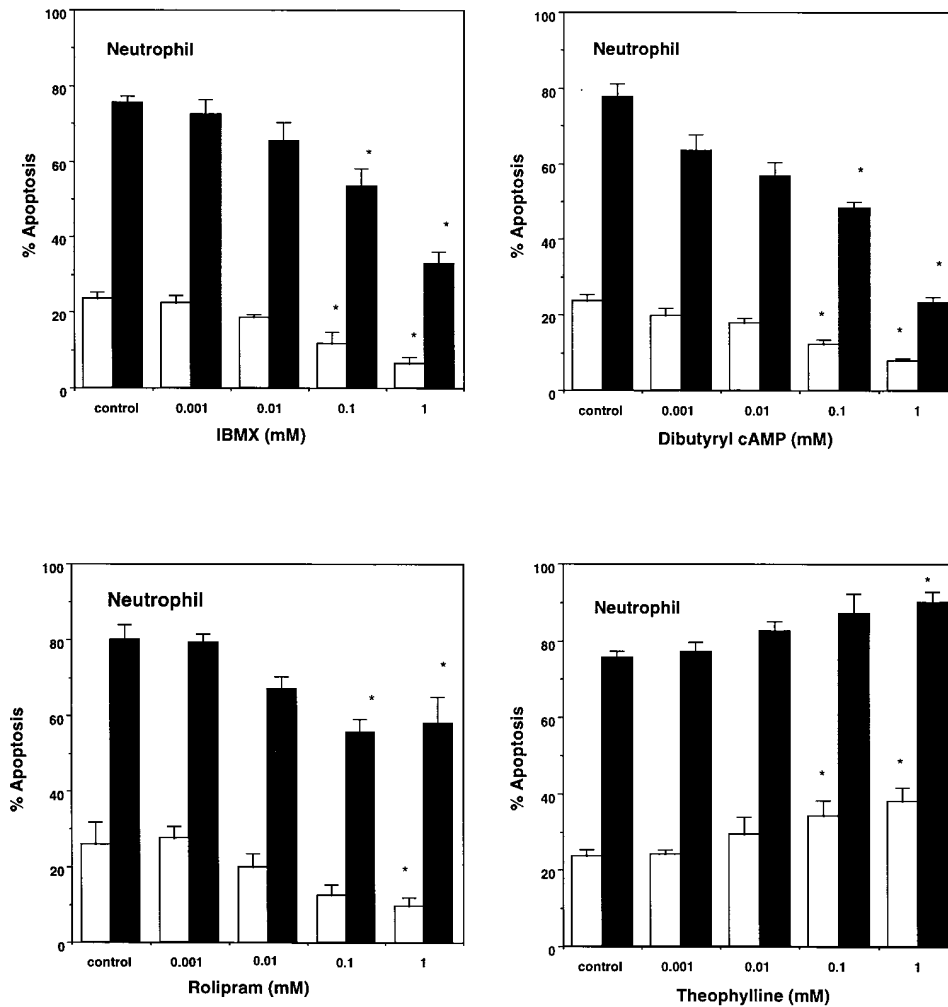 100
80
60
40
20
0
% Apoptosis
Neutrophil
*
*
*
*
control 0.001 0.01 0.1 1
IBMX (mM)
100
80
60
40
20
0
% Apoptosis
Neutrophil
*
*
*
*
control 0.001 0.01 0.1 1
Dibutyryl cAMP (mM)
100
80
60
40
20
0
% Apoptosis
Neutrophil
*
*
*
control 0.001 0.01 0.1 1
Rolipram (mM)
100
80
60
40
20
0
% Apoptosis
Neutrophil
*
*
*
control 0.001 0.01 0.1 1
Theophylline (mM)